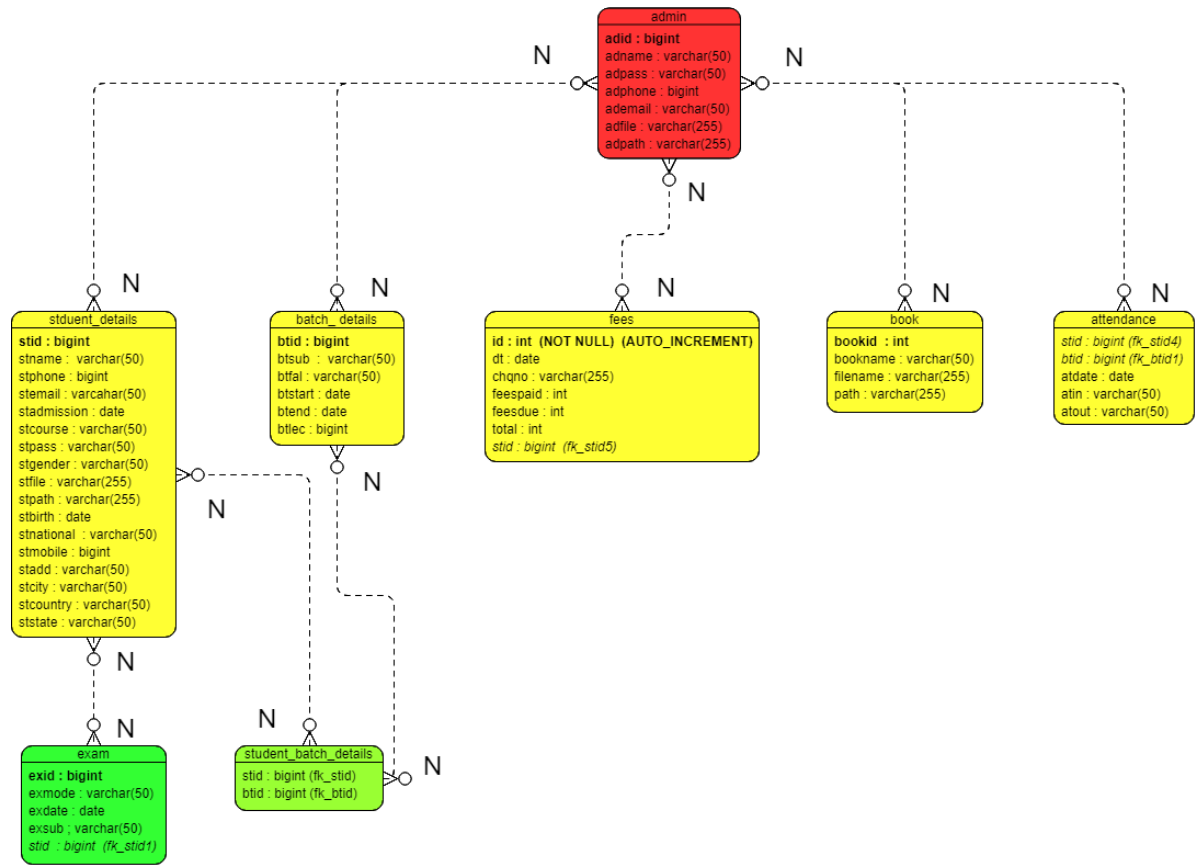 admin
adid : bigint
adname : varchar(50)
adpass : varchar(50)
adphone : bigint
ademail : varchar(50)
adfile : varchar(255)
adpath : varchar(255)
N
N
N
N
N
N
N
N
stduent_details
stid : bigint
stname : varchar(50)
stphone : bigint
stemail : varcahar(50)
stadmission : date
stcourse : varchar(50)
stpass : varchar(50)
stgender : varchar(50)
stfile : varchar(255)
stpath : varchar(255)
stbirth : date
stnational : varchar(50)
stmobile : bigint
stadd : varchar(50)
stcity : varchar(50)
stcountry : varchar(50)
ststate : varchar(50)
batch_ details
btid : bigint
btsub : varchar(50)
btfal : varchar(50)
btstart : date
btend : date
btlec : bigint
fees
id : int (NOT NULL) (AUTO_INCREMENT)
dt : date
chqno : varchar(255)
feespaid : int
feesdue : int
total : int
stid : bigint (fk_stid5)
book
bookid : int
bookname : varchar(50)
filename : varchar(255)
path : varchar(255)
attendance
stid : bigint (fk_stid4)
btid : bigint (fk_btid1)
atdate : date
atin : varchar(50)
atout : varchar(50)
N
N
N
N
N
N
exam
exid : bigint
exmode : varchar(50)
exdate : date
exsub ; varchar(50)
stid : bigint (fk_stid1)
student_batch_details
stid : bigint (fk_stid)
btid : bigint (fk_btid)